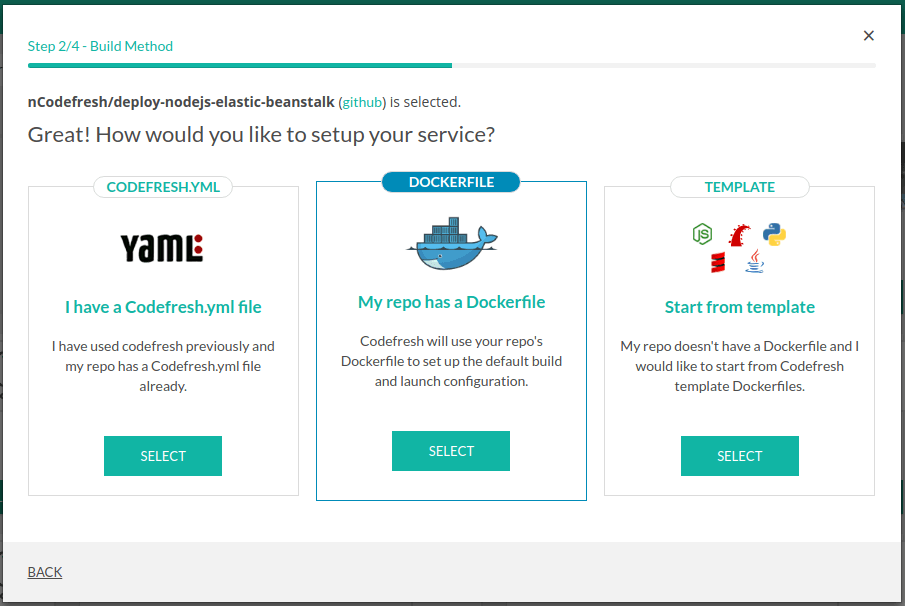 Step 2/4 - Build Method
×
nCodefresh/deploy-nodejs-elastic-beanstalk (github) is selected.
Great! How would you like to setup your service?
CODEFRESH.YML
YAML
I have a Codefresh.yml file
I have used codefresh previously and
my repo has a Codefresh.yml file
already.
SELECT
DOCKERFILE
My repo has a Dockerfile
Codefresh will use your repo's
Dockerfile to set up the default build
and launch configuration.
SELECT
TEMPLATE
JS
Start from template
My repo doesn't have a Dockerfile and I
would like to start from Codefresh
template Dockerfiles.
SELECT
BACK